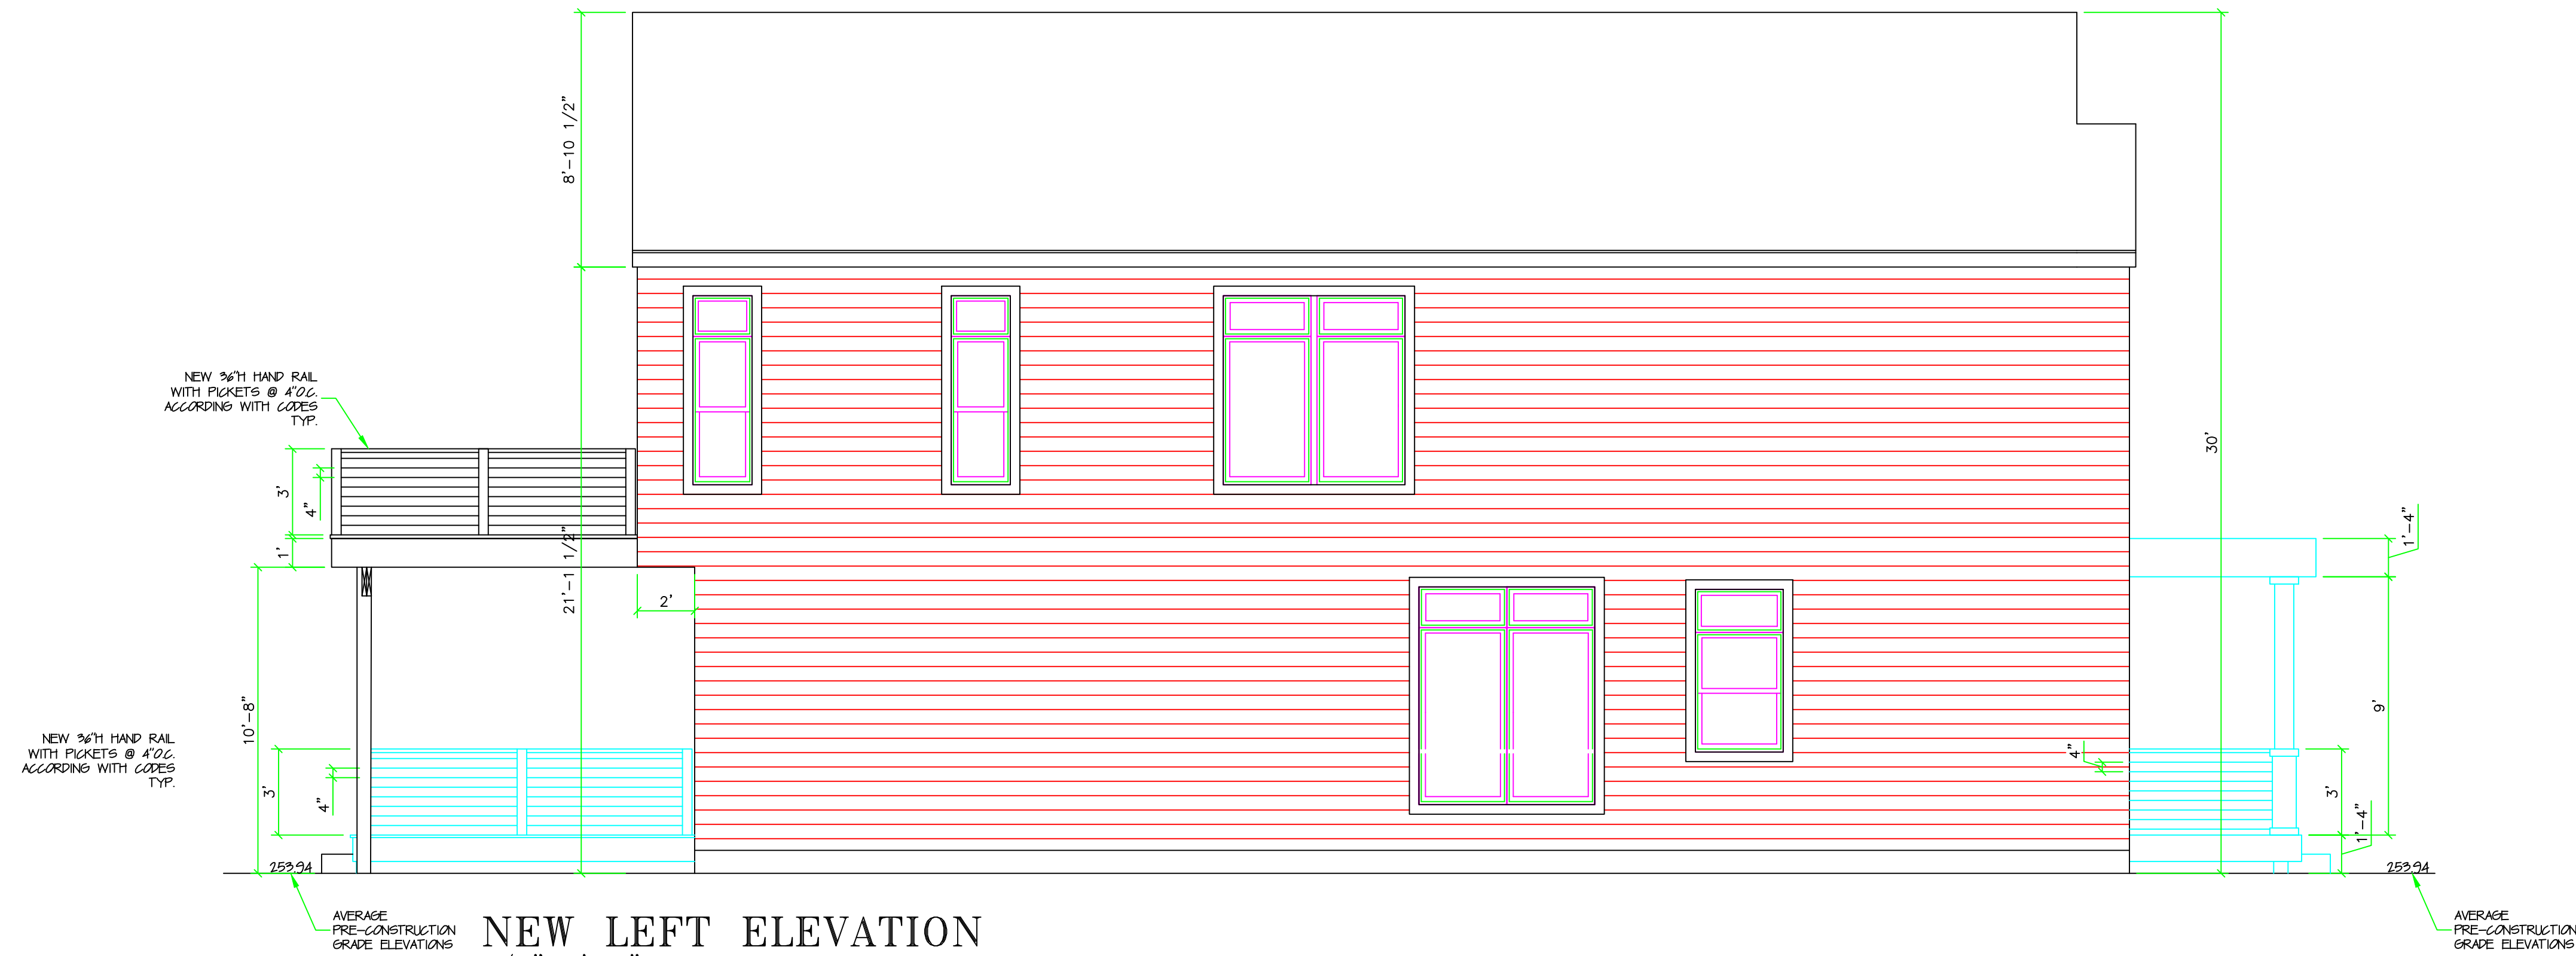 8'-10 1/2"
NEW 36"H HAND RAIL
WITH PICKETS @ 4"O.C.
ACCORDING WITH CODES
TYP.
30'
3'
4"
1'
21'-1 1/2"
1'-4"
2'
10'-8"
9'
NEW 36"H HAND RAIL
WITH PICKETS @ 4"O.C.
ACCORDING WITH CODES
TYP.
3'
4"
4"
3'
1'-4"
253.94
253.94
AVERAGE
PRE-CONSTRUCTION
GRADE ELEVATIONS
NEW LEFT ELEVATION
AVERAGE
PRE-CONSTRUCTION
GRADE ELEVATIONS